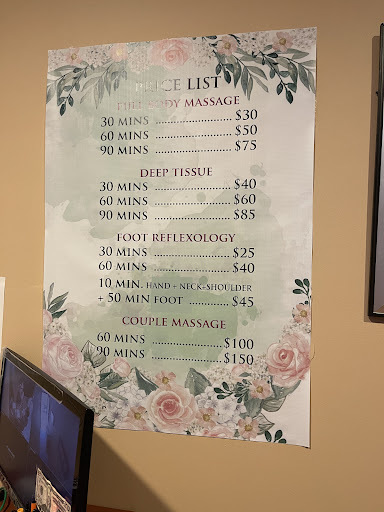 PRICE LIST
FULL BODY MASSAGE
30 MINS ........................ $30
60 MINS ........................ $50
90 MINS ........................ $75
DEEP TISSUE
30 MINS ........................ $40
60 MINS ........................ $60
90 MINS ........................ $85
FOOT REFLEXOLOGY
30 MINS ........................ $25
60 MINS ........................ $40
10 MIN. HAND + NECK+SHOULDER
+ 50 MIN FOOT ........... $45
COUPLE MASSAGE
60 MINS ........................ $100
90 MINS ........................ $150